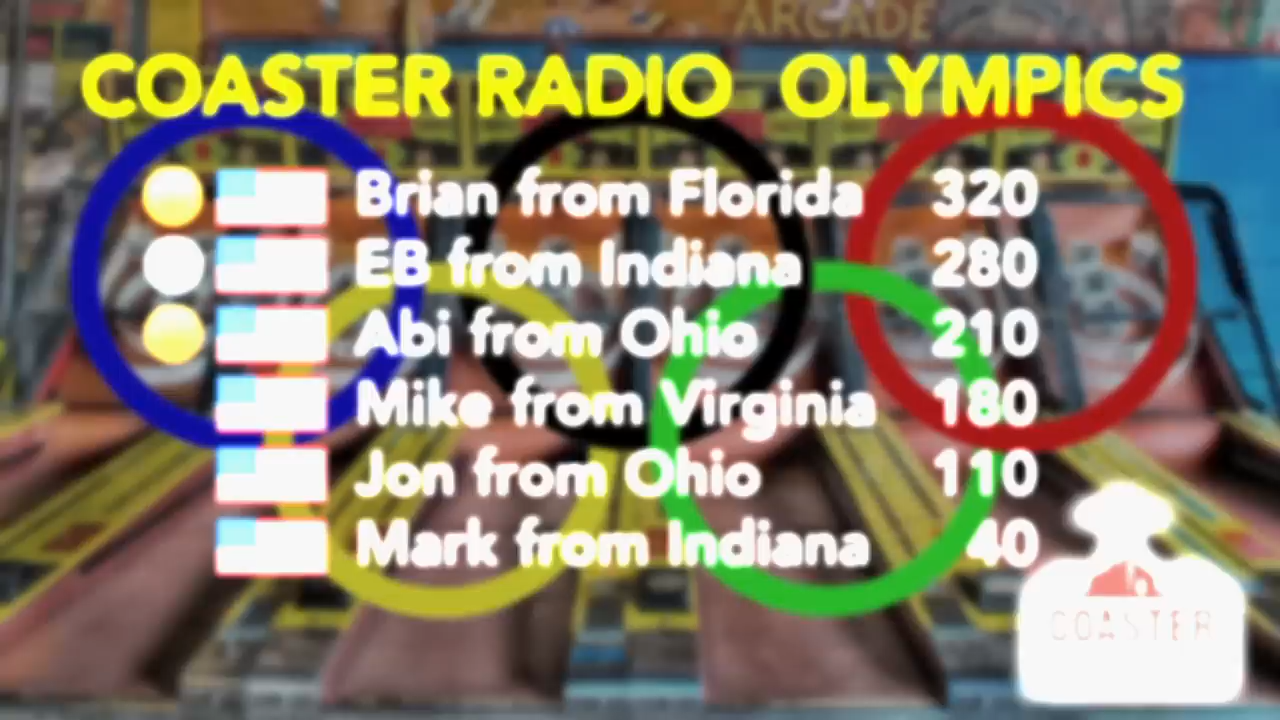 ARCADE
COASTER RADIO OLYMPICS
Brian from Florida 320
EB from Indiana 280
Abi from Ohio 210
Mike from Virginia 180
Jon from Ohio 110
Mark from Indiana 40
COASTER